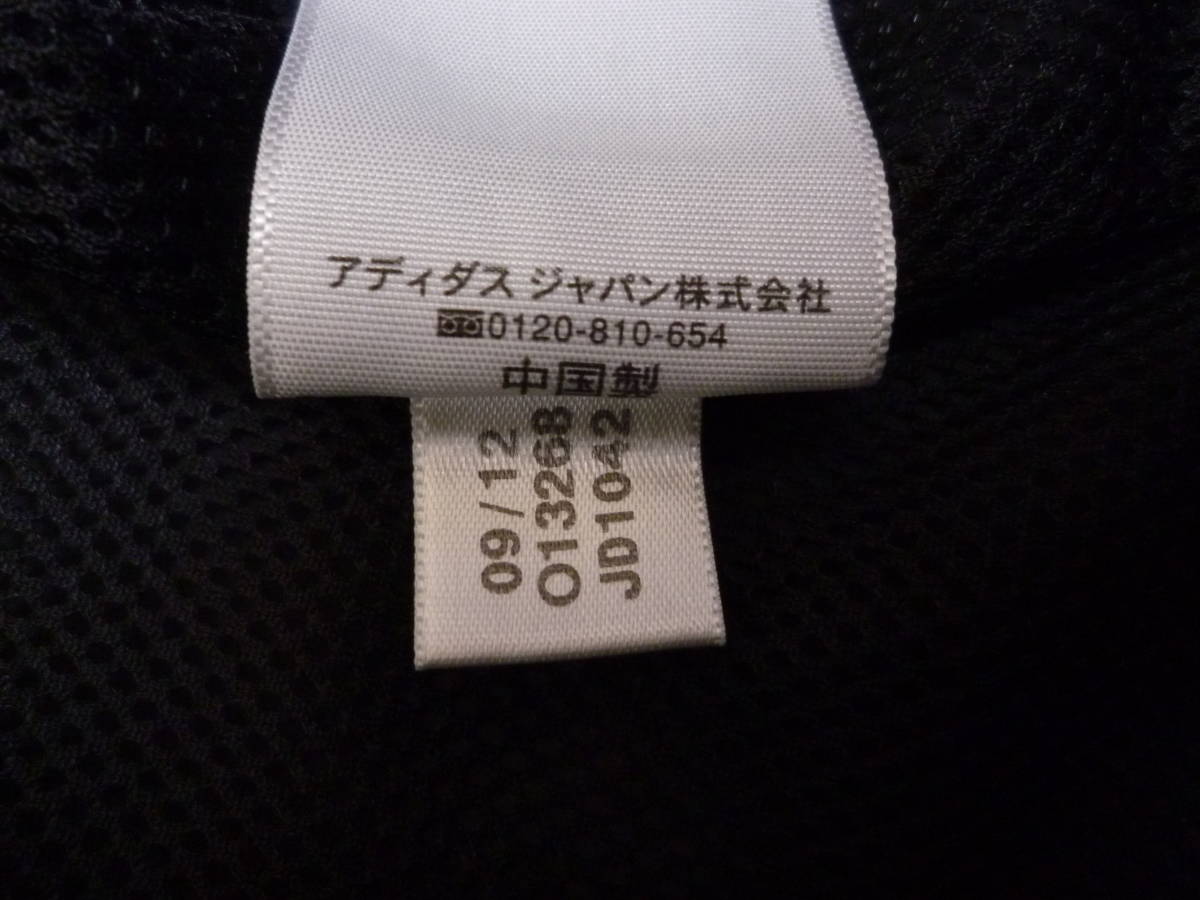 アディダス ジャパン株式会社
0120-810-654
中国製
09/12
O13268
JD1042